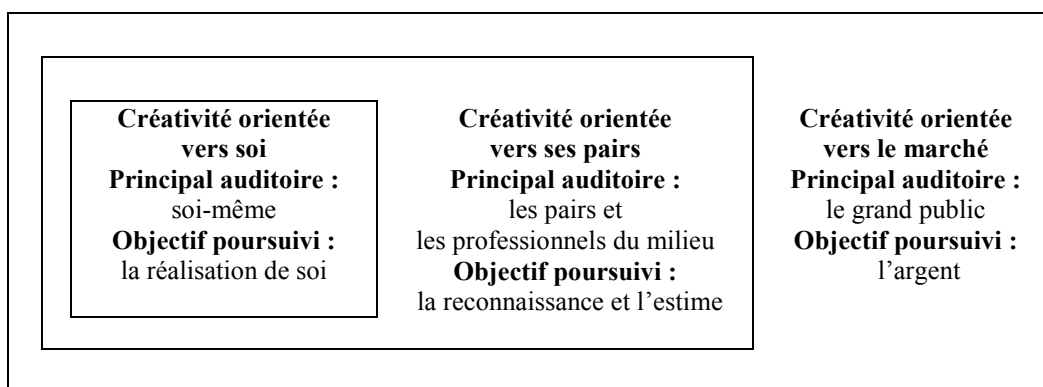 Créativité orientée
vers soi
Principal auditoire :
soi-même
Objectif poursuivi :
la réalisation de soi
Créativité orientée
vers ses pairs
Principal auditoire :
les pairs et
les professionnels du milieu
Objectif poursuivi :
la reconnaissance et l’estime
Créativité orientée
vers le marché
Principal auditoire :
le grand public
Objectif poursuivi :
l’argent